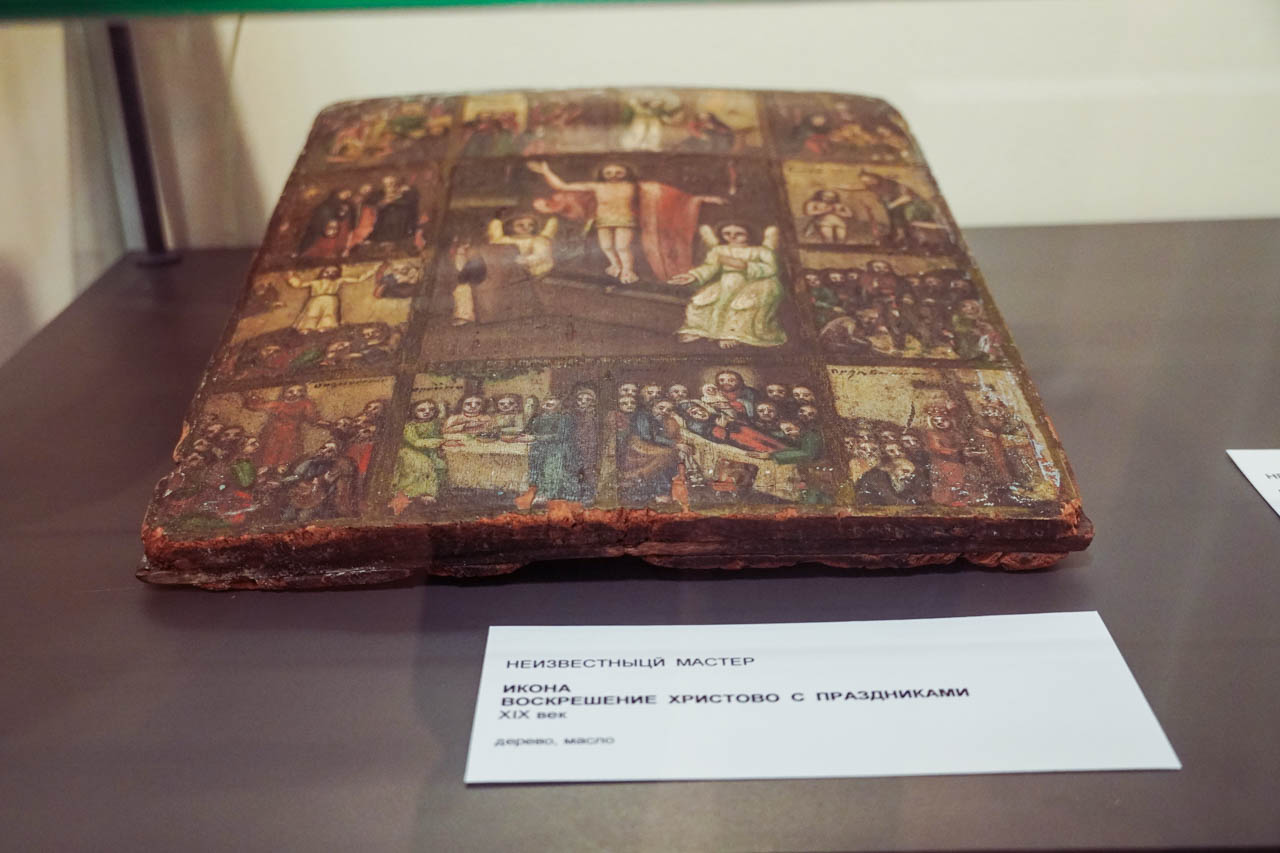 НЕИЗВЕСТНЫЦЙ МАСТЕР
ИКОНА
ВОСКРЕШЕНИЕ ХРИСТОВО С ПРАЗДНИКАМИ
XIX век
дерево, масло